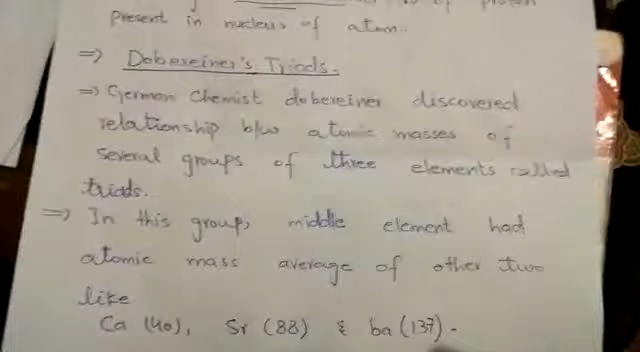 of proton
present in nucleus of atom.
=> Dobereiner's Triads.
=> German Chemist dobereiner discovered
relationship b/w atomic masses of
several groups of three elements called
triads.
=> In this group, middle element had
atomic mass average of other two
like
Ca (40), Sr (88) & ba (137).